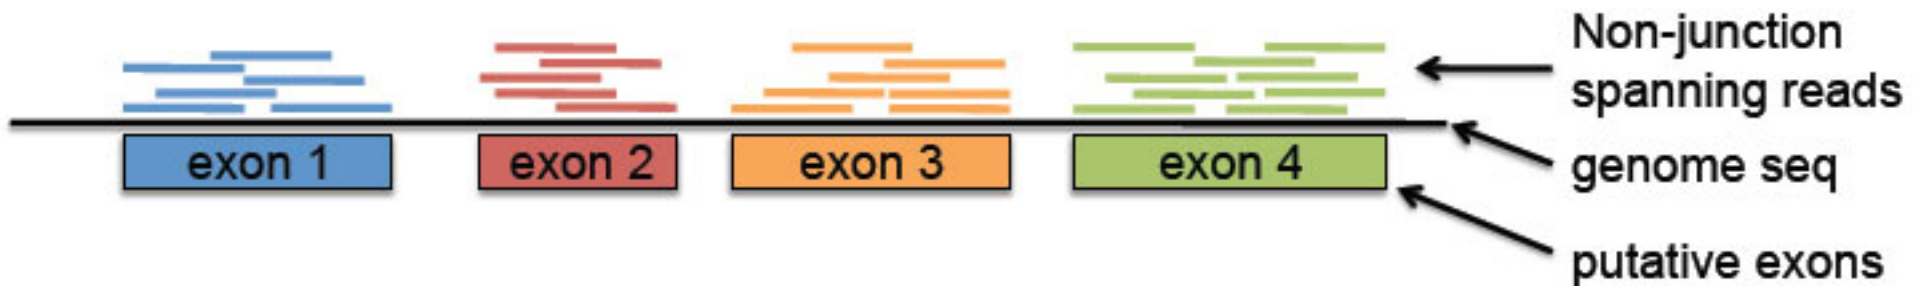 Non-junction
spanning reads
exon 1 exon 2 exon 3 exon 4
genome seq
putative exons